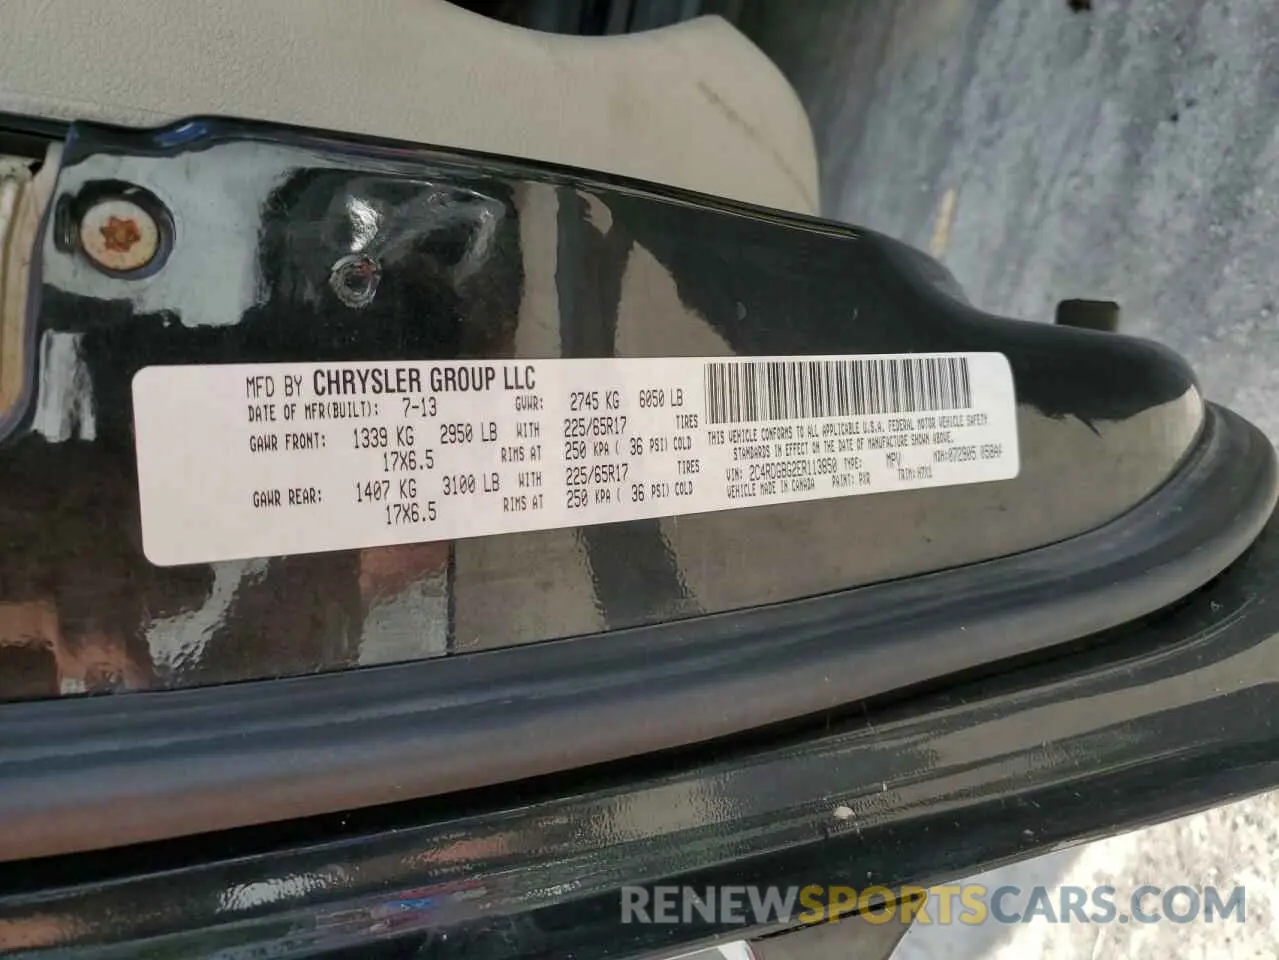 MFD BY CHRYSLER GROUP LLC
DATE OF MFR(BUILT): 7-13 GVWR: 2745 KG 6050 LB
GAWR FRONT: 1339 KG 2950 LB WITH 225/65R17 TIRES
17X6.5 RIMS AT 250 KPA ( 36 PSI) COLD
GAWR REAR: 1407 KG 3100 LB WITH 225/65R17 TIRES
17X6.5 RIMS AT 250 KPA ( 36 PSI) COLD
THIS VEHICLE CONFORMS TO ALL APPLICABLE U.S.A. FEDERAL MOTOR VEHICLE SAFETY
STANDARDS IN EFFECT ON THE DATE OF MANUFACTURE SHOWN ABOVE.
VIN: 2C4RDGBG2ER113850 TYPE: MPV MDH:072905 058AA
VEHICLE MADE IN CANADA PAINT: PXR TRIM:
RENEWSPORTSCARS.COM